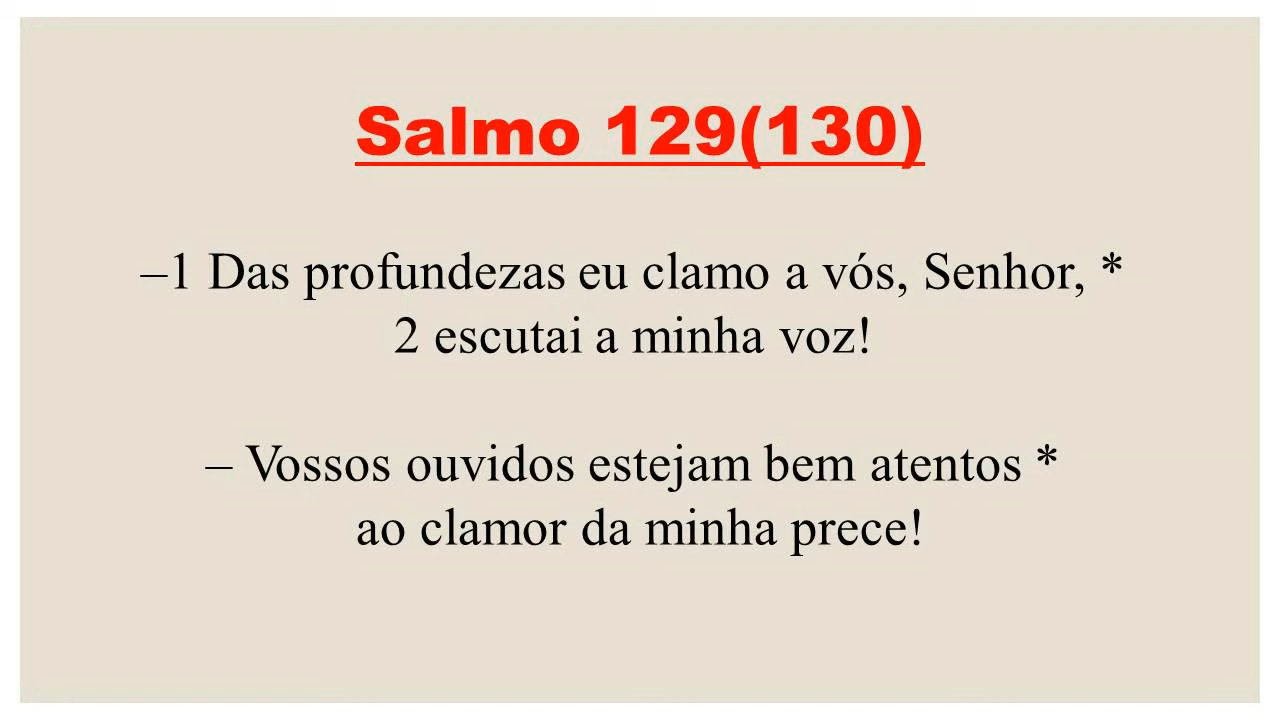 Salmo 129(130)
–1 Das profundezas eu clamo a vós, Senhor, *
2 escutai a minha voz!
– Vossos ouvidos estejam bem atentos *
ao clamor da minha prece!